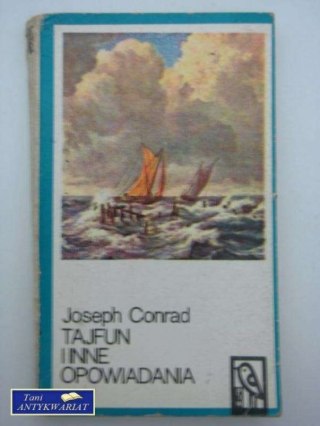 Joseph Conrad
TAJFUN
I INNE
OPOWIADANIA
Tani
ANTYKWARIAT